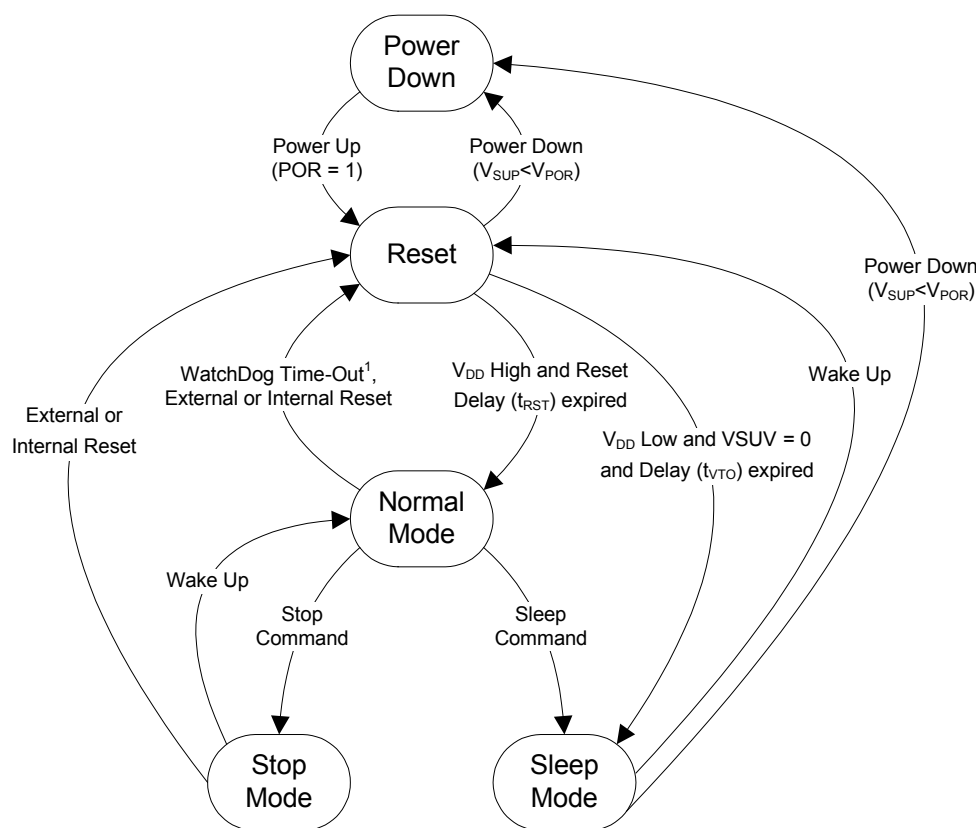 Power
Down
Power Up
(POR = 1)
Power Down
(VSUP<VPOR)
Reset
Power Down
(VSUP<VPOR)
WatchDog Time-Out¹,
External or Internal Reset
VDD High and Reset
Delay (tRST) expired
Wake Up
External or
Internal Reset
VDD Low and VSUV = 0
and Delay (tVTO) expired
Normal
Mode
Wake Up
Stop
Command
Sleep
Command
Stop
Mode
Sleep
Mode